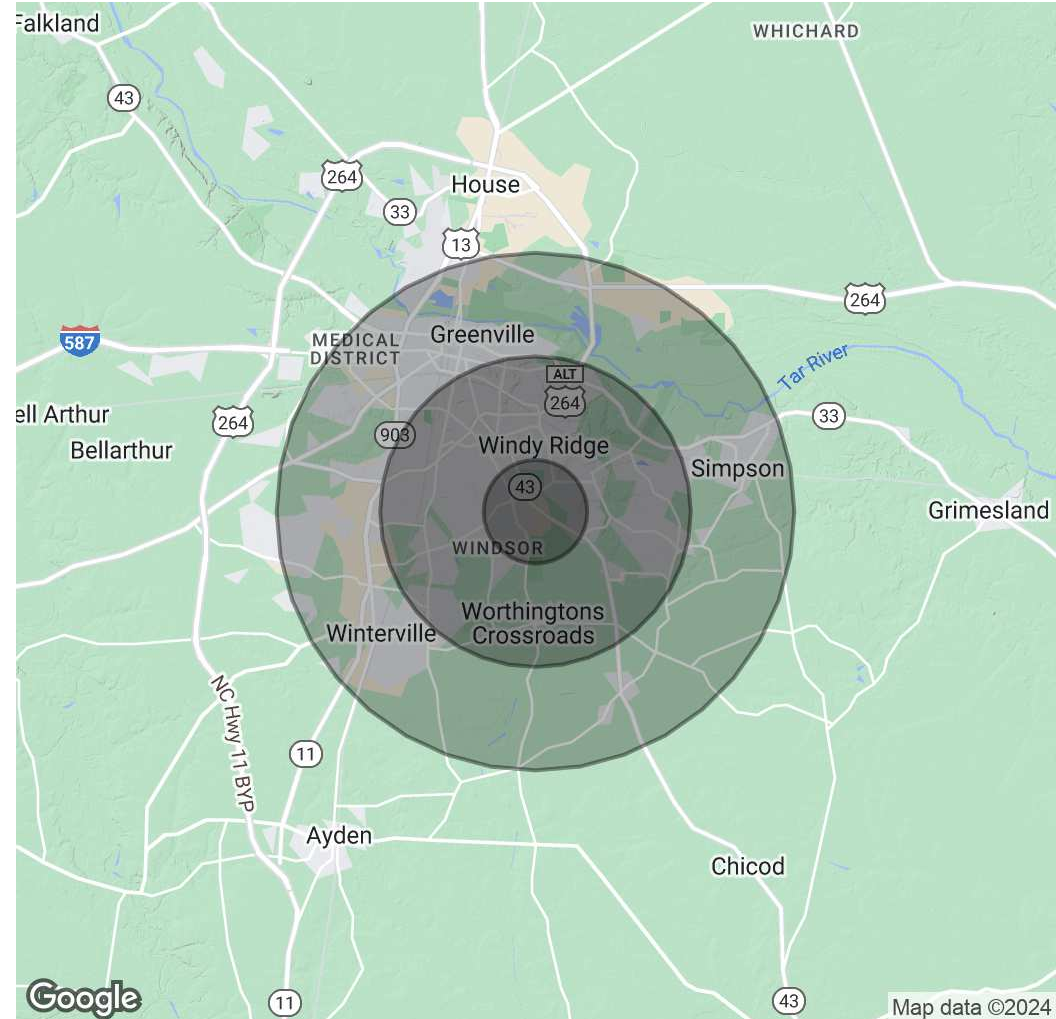 Falkland
WHICHARD
43
264
House
33
13
264
587
MEDICAL
DISTRICT
Greenville
Tar River
ALT
264
ell Arthur
264
33
903
Bellarthur
Windy Ridge
Simpson
43
Grimesland
WINDSOR
Worthingtons
Crossroads
Winterville
NC Hwy 11 BYP
11
Ayden
Chicod
Google
11
43
Map data ©2024